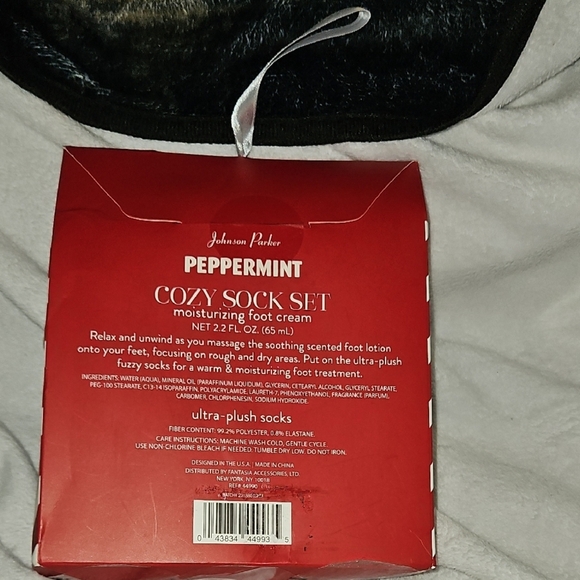 Johnson Parker
PEPPERMINT
COZY SOCK SET
moisturizing foot cream
NET 2.2 FL. OZ. (65 mL)
Relax and unwind as you massage the soothing scented foot lotion
onto your feet, focusing on rough and dry areas. Put on the ultra-plush
fuzzy socks for a warm & moisturizing foot treatment.
INGREDIENTS: WATER (AQUA), MINERAL OIL (PARAFFINUM LIQUIDUM), GLYCERIN, CETEARYL ALCOHOL, GLYCERYL STEARATE,
PEG-100 STEARATE, C13-14 ISOPARAFFIN, POLYACRYLAMIDE, LAURETH-7, PHENOXYETHANOL, FRAGRANCE (PARFUM),
CARBOMER, CHLORPHENESIN, SODIUM HYDROXIDE.
ultra-plush socks
FIBER CONTENT: 99.2% POLYESTER, 0.8% ELASTANE.
CARE INSTRUCTIONS: MACHINE WASH COLD, GENTLE CYCLE.
USE NON-CHLORINE BLEACH IF NEEDED. TUMBLE DRY LOW. DO NOT IRON.
DESIGNED IN THE U.S.A. | MADE IN CHINA
DISTRIBUTED BY FANTASIA ACCESSORIES, LTD.
NEW YORK, NY 10018
REF# 44990
BATCH#
0 43834 44993 5